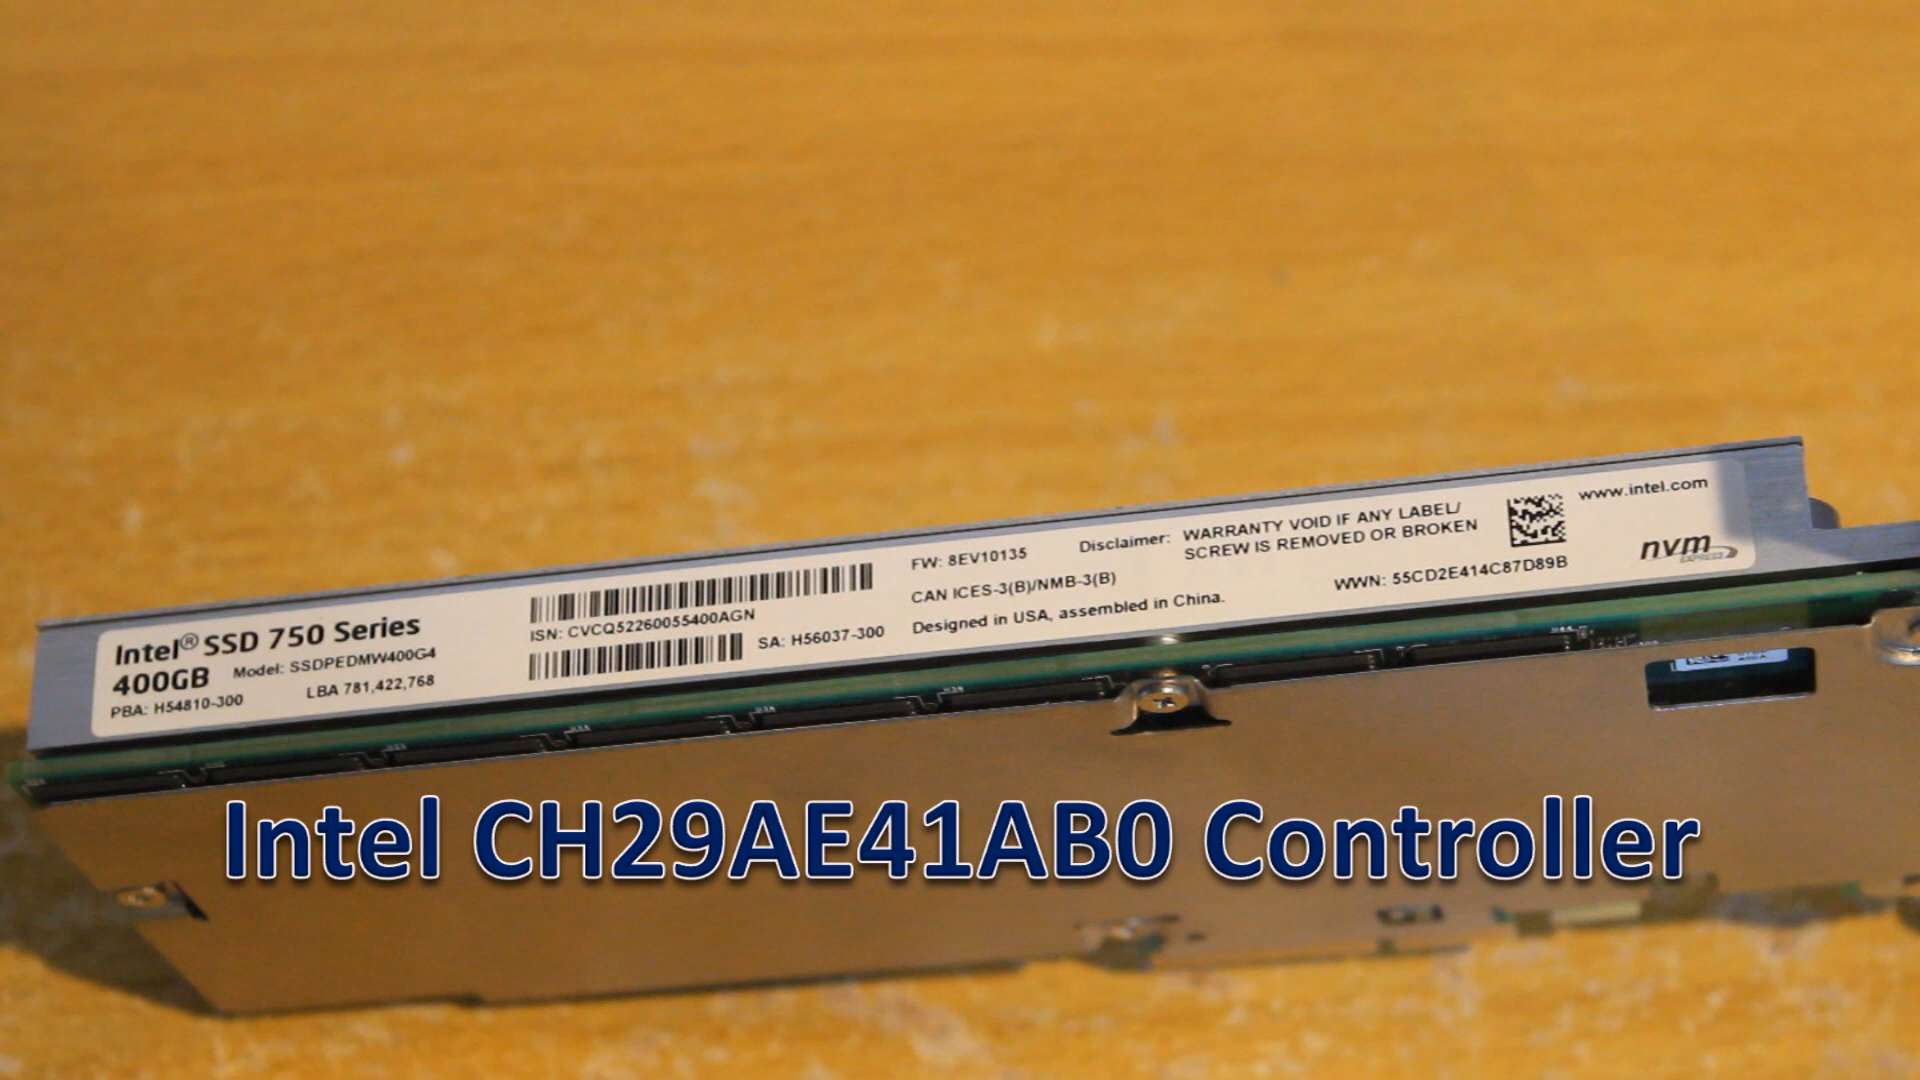 Intel® SSD 750 Series
400GB Model: SSDPEDMW400G4
PBA: H54810-300 LBA 781,422,768
ISN: CVCQ52260055400AGN
SA: H56037-300
FW: 8EV10135
CAN ICES-3(B)/NMB-3(B)
Designed in USA, assembled in China.
Disclaimer: WARRANTY VOID IF ANY LABEL/
SCREW IS REMOVED OR BROKEN
WWN: 55CD2E414C87D89B
www.intel.com
nvm
EXPRESS
Intel CH29AE41AB0 Controller